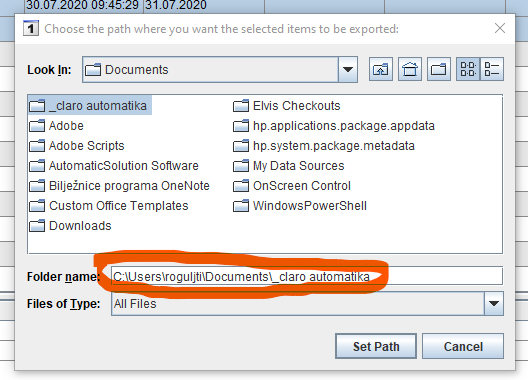 30.07.2020 09:45:29 31.07.2020
1 Choose the path where you want the selected items to be exported:
Look In: Documents
_claro automatika
Adobe
Adobe Scripts
AutomaticSolution Software
Bilježnice programa OneNote
Custom Office Templates
Downloads
Elvis Checkouts
hp.applications.package.appdata
hp.system.package.metadata
My Data Sources
OnScreen Control
WindowsPowerShell
Folder name: C:\Users\roguljti\Documents\_claro automatika
Files of Type: All Files
Set Path Cancel